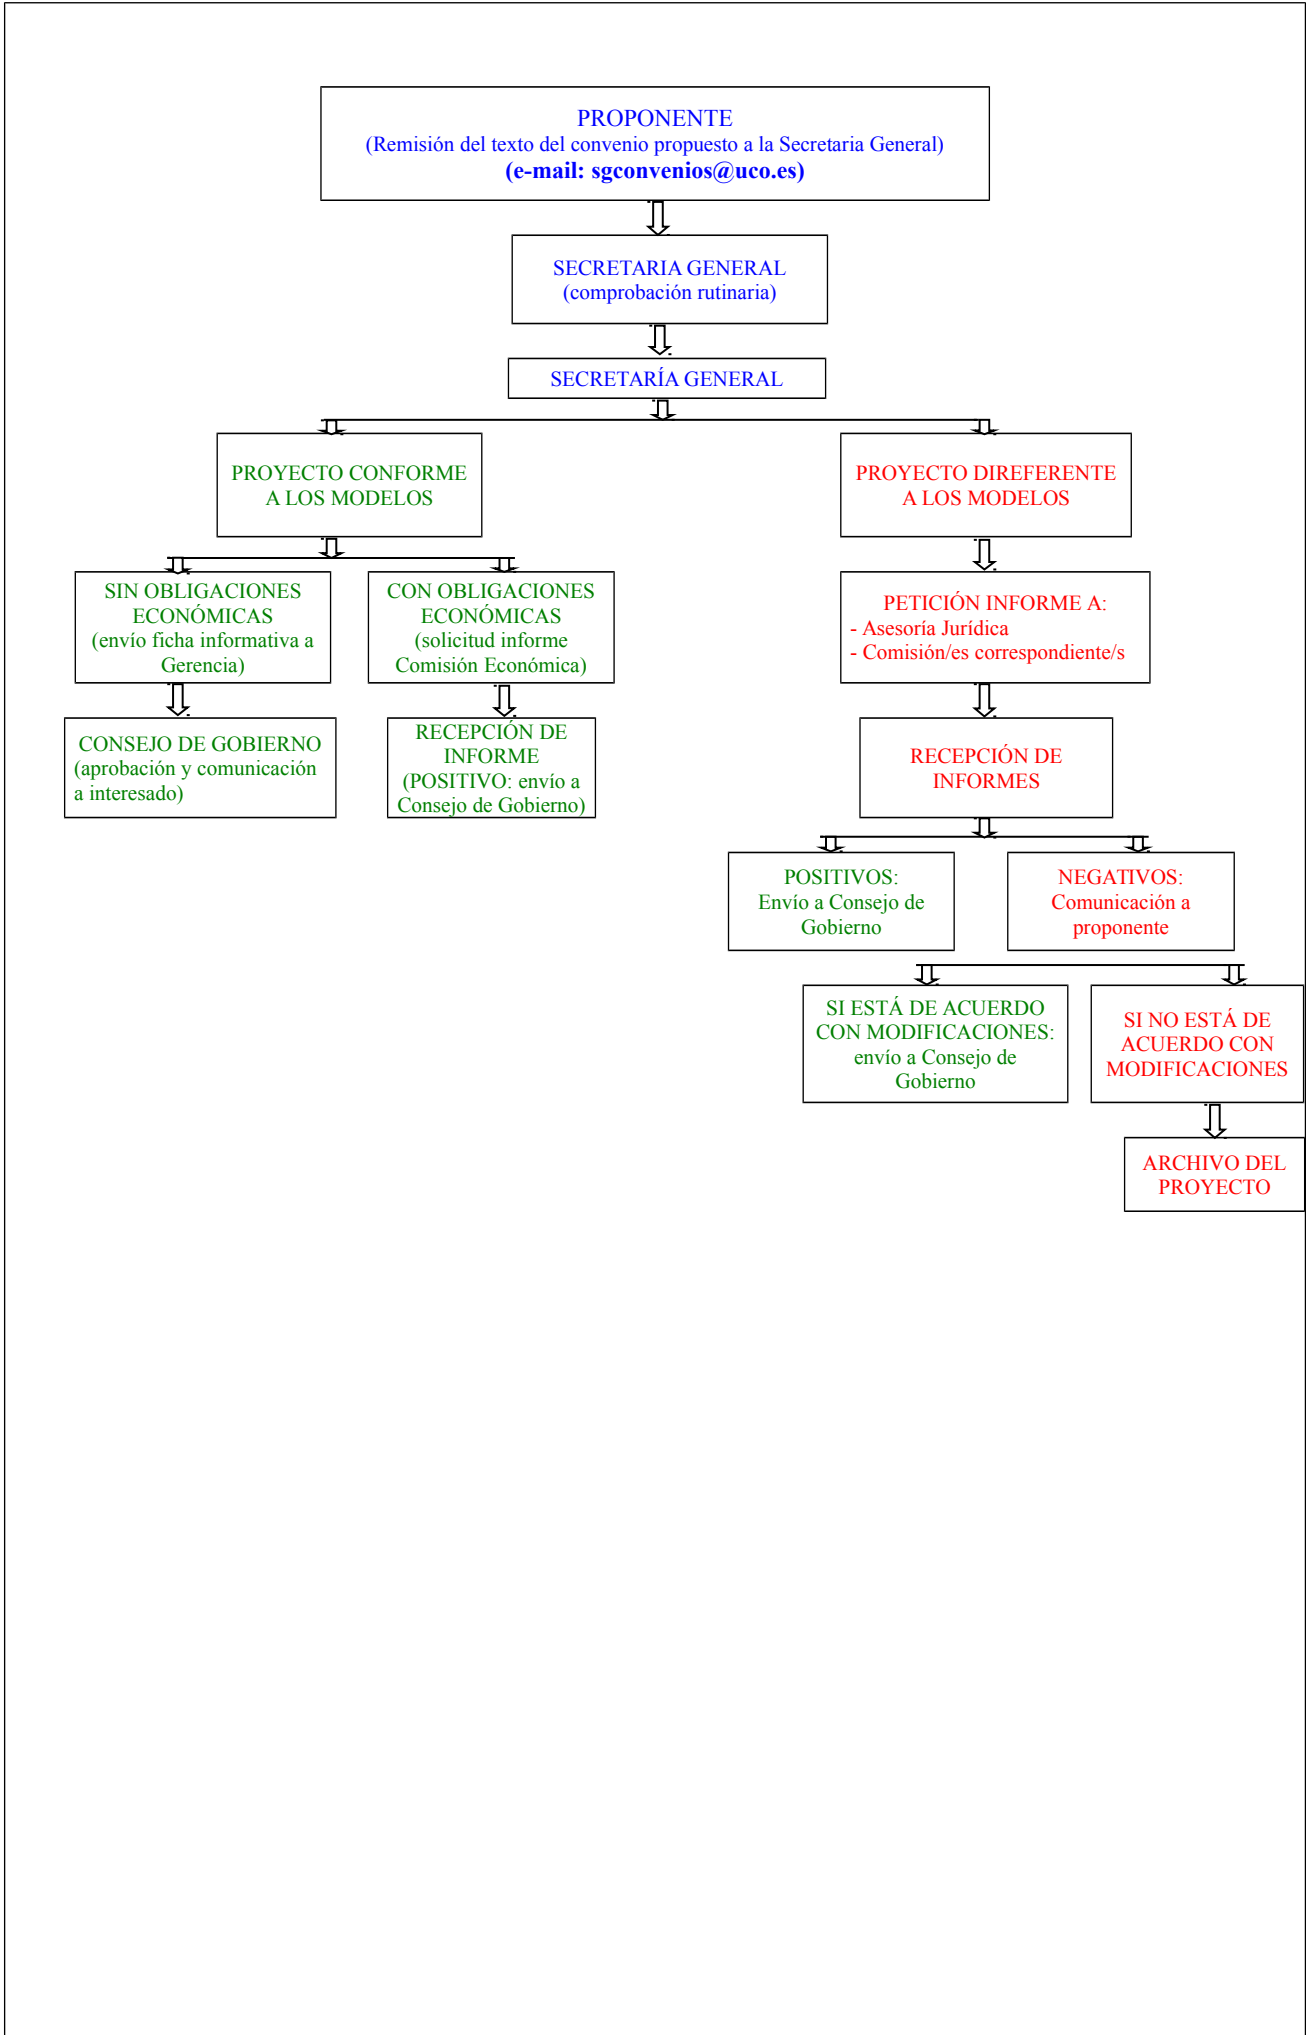 PROPONENTE
(Remisión del texto del convenio propuesto a la Secretaria General)
(e-mail: sgconvenios@uco.es)
SECRETARIA GENERAL
(comprobación rutinaria)
SECRETARÍA GENERAL
PROYECTO CONFORME
A LOS MODELOS
PROYECTO DIREFERENTE
A LOS MODELOS
SIN OBLIGACIONES
ECONÓMICAS
(envío ficha informativa a
Gerencia)
CON OBLIGACIONES
ECONÓMICAS
(solicitud informe
Comisión Económica)
PETICIÓN INFORME A:
- Asesoría Jurídica
- Comisión/es correspondiente/s
CONSEJO DE GOBIERNO
(aprobación y comunicación
a interesado)
RECEPCIÓN DE
INFORME
(POSITIVO: envío a
Consejo de Gobierno)
RECEPCIÓN DE
INFORMES
POSITIVOS:
Envío a Consejo de
Gobierno
NEGATIVOS:
Comunicación a
proponente
SI ESTÁ DE ACUERDO
CON MODIFICACIONES:
envío a Consejo de
Gobierno
SI NO ESTÁ DE
ACUERDO CON
MODIFICACIONES
ARCHIVO DEL
PROYECTO